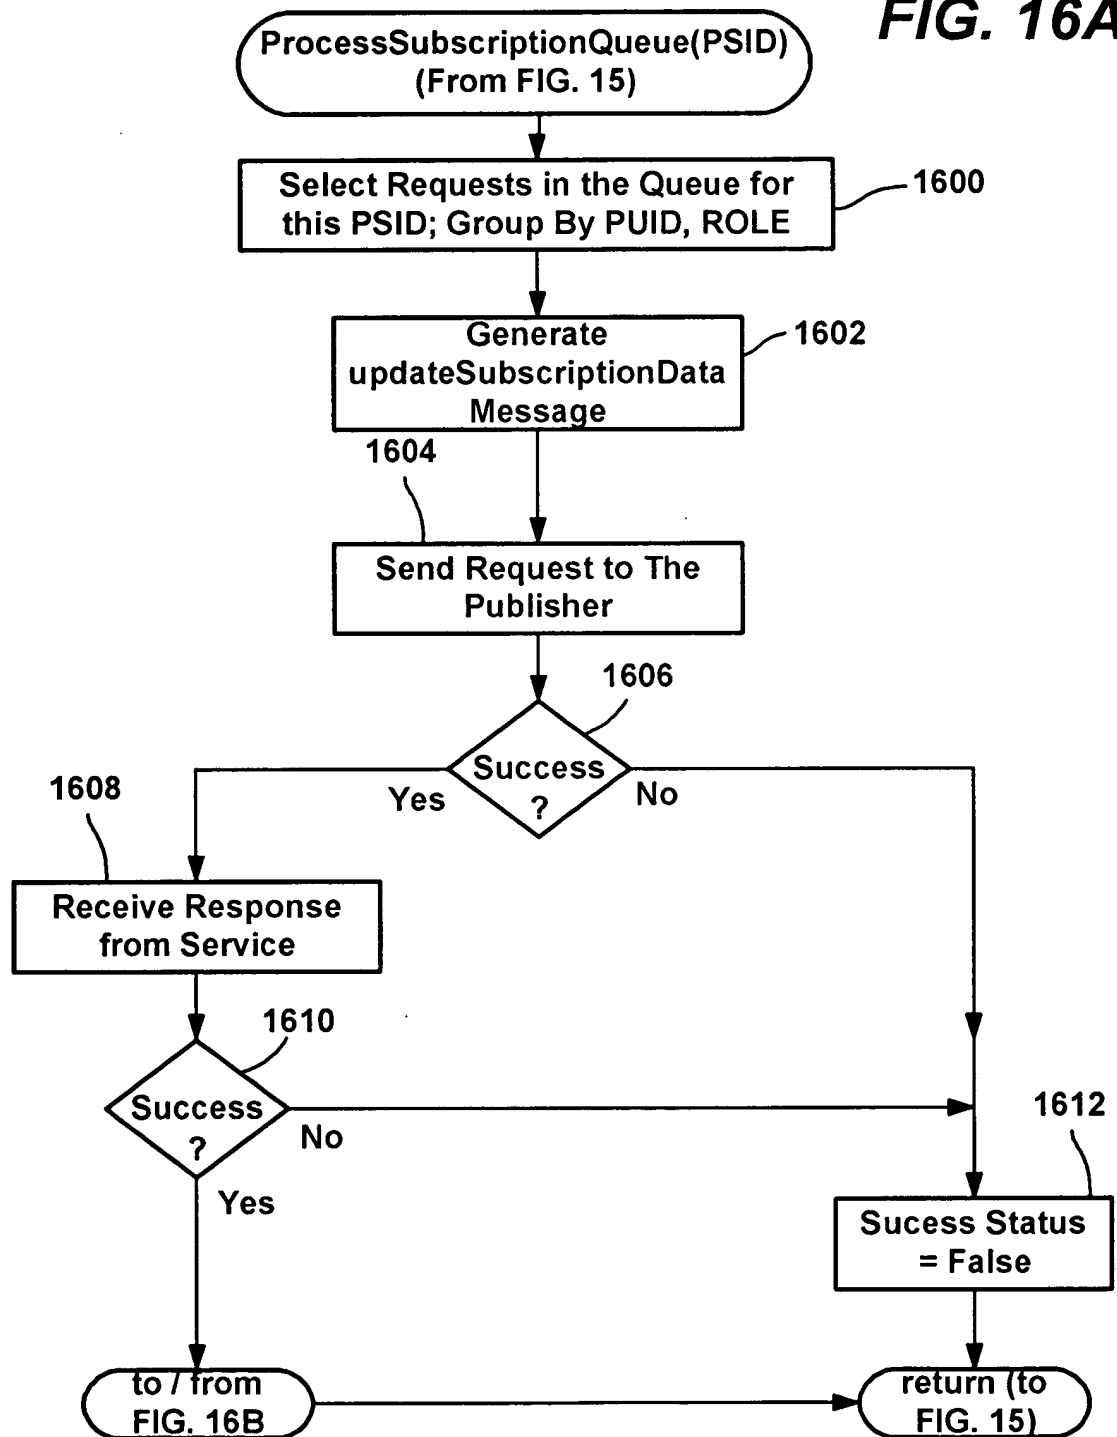 FIG. 16A
ProcessSubscriptionQueue(PSID)
(From FIG. 15)
Select Requests in the Queue for
this PSID; Group By PUID, ROLE
1600
Generate
updateSubscriptionData
Message
1602
1604
Send Request to The
Publisher
1606
Success
?
Yes
No
1608
Receive Response
from Service
1610
Success
?
No
Yes
1612
Sucess Status
= False
to / from
FIG. 16B
return (to
FIG. 15)